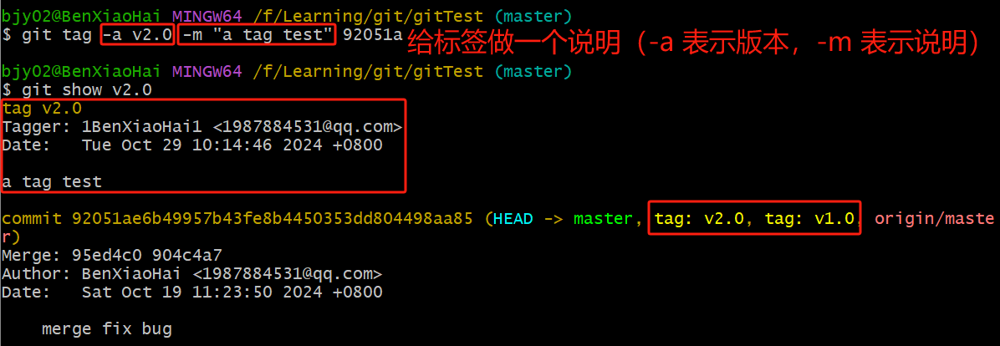 bjy02@BenXiaoHai MINGW64 /f/Learning/git/gitTest (master)
$ git tag -a v2.0 -m "a tag test" 92051a 给标签做一个说明（-a 表示版本，-m 表示说明）
bjy02@BenXiaoHai MINGW64 /f/Learning/git/gitTest (master)
$ git show v2.0
tag v2.0
Tagger: 1BenXiaoHai1 <1987884531@qq.com>
Date:   Tue Oct 29 10:14:46 2024 +0800
a tag test
commit 92051ae6b49957b43fe8b4450353dd804498aa85 (HEAD -> master, tag: v2.0, tag: v1.0, origin/maste
r)
Merge: 95ed4c0 904c4a7
Author: BenXiaoHai <1987884531@qq.com>
Date:   Sat Oct 19 11:23:50 2024 +0800
    merge fix bug